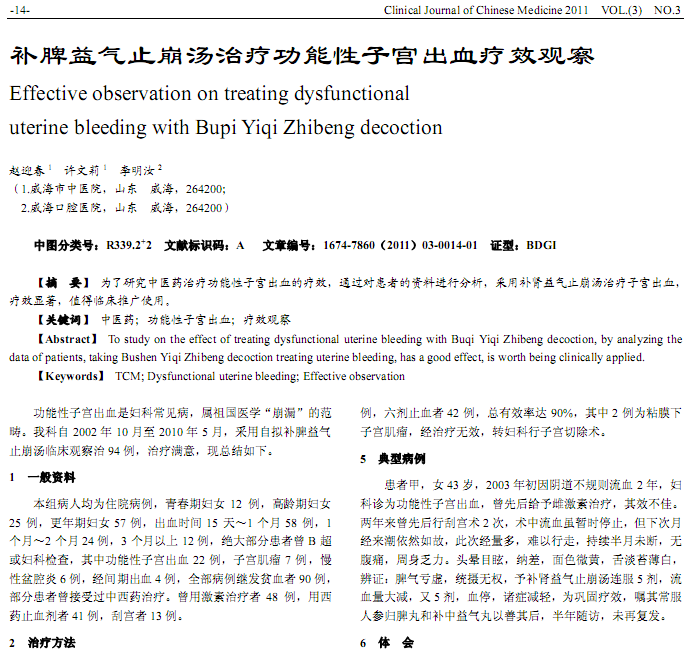 -14-
Clinical Journal of Chinese Medicine 2011 VOL.(3) NO.3
补脾益气止崩汤治疗功能性子宫出血疗效观察
Effective observation on treating dysfunctional
uterine bleeding with Bupi Yiqi Zhibeng decoction
赵迎春¹ 许文莉¹ 李明汝²
(1.威海市中医院,山东 威海,264200;
2.威海口腔医院,山东 威海,264200)
中图分类号:R339.2⁺2 文献标识码:A 文章编号:1674-7860(2011)03-0014-01 证型:BDGI
【摘 要】 为了研究中医药治疗功能性子宫出血的疗效,通过对患者的资料进行分析,采用补肾益气止崩汤治疗子宫出血,
疗效显著,值得临床推广使用。
【关键词】 中医药;功能性子宫出血;疗效观察
【Abstract】 To study on the effect of treating dysfunctional uterine bleeding with Buqi Yiqi Zhibeng decoction, by analyzing the
data of patients, taking Bushen Yiqi Zhibeng decoction treating uterine bleeding, has a good effect, is worth being clinically applied.
【Keywords】 TCM; Dysfunctional uterine bleeding; Effective observation
功能性子宫出血是妇科常见病,属祖国医学“崩漏”的范
畴。我科自 2002 年 10 月至 2010 年 5 月,采用自拟补脾益气
止崩汤临床观察治 94 例,治疗满意,现总结如下。
1 一般资料
本组病人均为住院病例,青春期妇女 12 例,高龄期妇女
25 例,更年期妇女 57 例,出血时间 15 天~1 个月 58 例,1
个月~2 个月 24 例,3 个月以上 12 例,绝大部分患者曾 B 超
或妇科检查,其中功能性子宫出血 22 例,子宫肌瘤 7 例,慢
性盆腔炎 6 例,经间期出血 4 例,全部病例继发贫血者 90 例,
部分患者曾接受过中西药治疗。曾用激素治疗者 48 例,用西
药止血剂者 41 例,刮宫者 13 例。
2 治疗方法
例,六剂止血者 42 例,总有效率达 90%,其中 2 例为粘膜下
子宫肌瘤,经治疗无效,转妇科行子宫切除术。
5 典型病例
患者甲,女 43 岁,2003 年初因阴道不规则流血 2 年,妇
科诊为功能性子宫出血,曾先后给予雌激素治疗,其效不佳。
两年来曾先后行刮宫术 2 次,术中流血虽暂时停止,但下次月
经来潮依然如故,此次经量多,难以行走,持续半月未断,无
腹痛,周身乏力。头晕目眩,纳差,面色微黄,舌淡苔薄白,
辨证:脾气亏虚,统摄无权,予补肾益气止崩汤连服 5 剂,流
血量大减,又 5 剂,血停,诸症减轻,为巩固疗效,嘱其常服
人参归脾丸和补中益气丸以善其后,半年随访,未再复发。
6 体 会